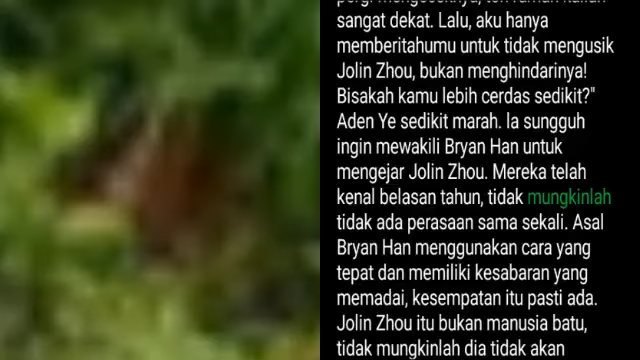 sangat dekat. Lalu, aku hanya
memberitahumu untuk tidak mengusik
Jolin Zhou, bukan menghindarinya!
Bisakah kamu lebih cerdas sedikit?"
Aden Ye sedikit marah. Ia sungguh
ingin mewakili Bryan Han untuk
mengejar Jolin Zhou. Mereka telah
kenal belasan tahun, tidak mungkinlah
tidak ada perasaan sama sekali. Asal
Bryan Han menggunakan cara yang
tepat dan memiliki kesabaran yang
memadai, kesempatan itu pasti ada.
Jolin Zhou itu bukan manusia batu,
tidak mungkinlah dia tidak akan